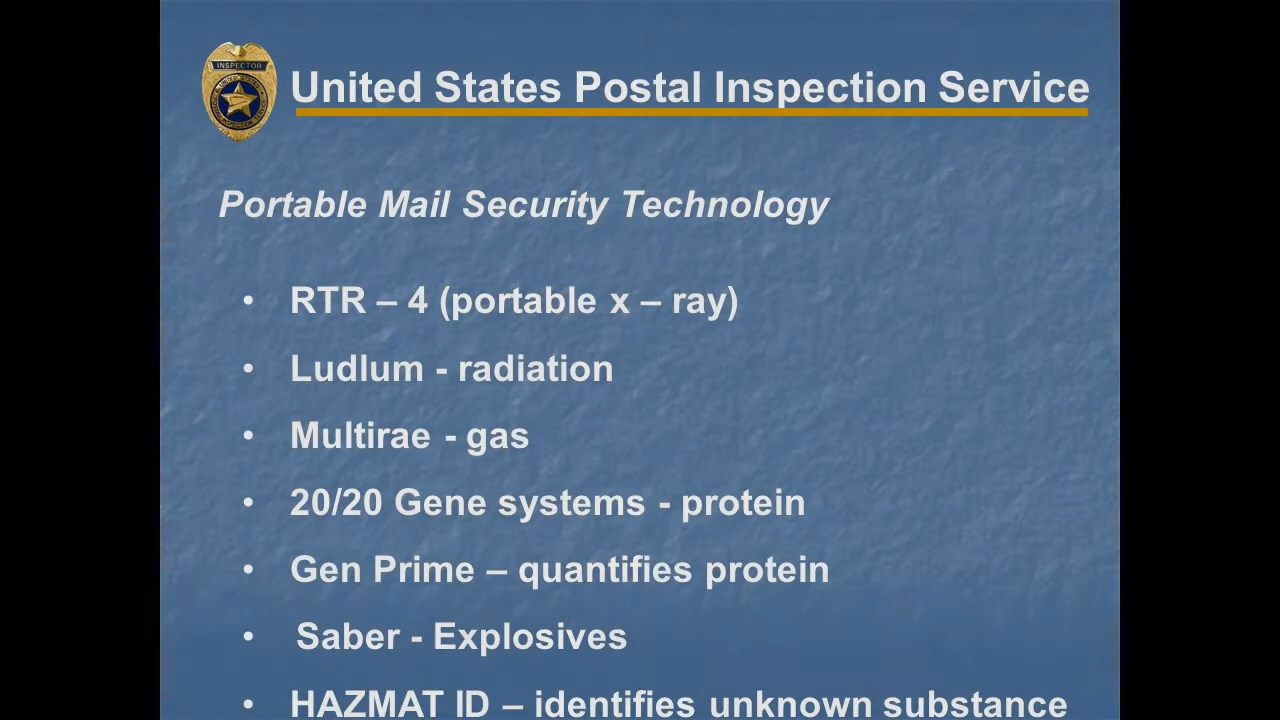 INSPECTOR
United States Postal Inspection Service
Portable Mail Security Technology
• RTR – 4 (portable x – ray)
• Ludlum - radiation
• Multirae - gas
• 20/20 Gene systems - protein
• Gen Prime – quantifies protein
• Saber - Explosives
• HAZMAT ID – identifies unknown substance